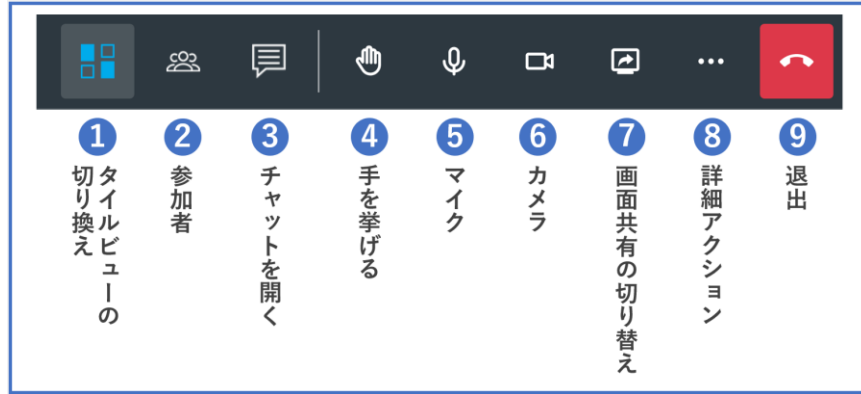 1
タイルビューの
切り換え
2
参加者
3
チャットを開く
4
手を挙げる
5
マイク
6
カメラ
7
画面共有の切り替え
8
詳細アクション
9
退出